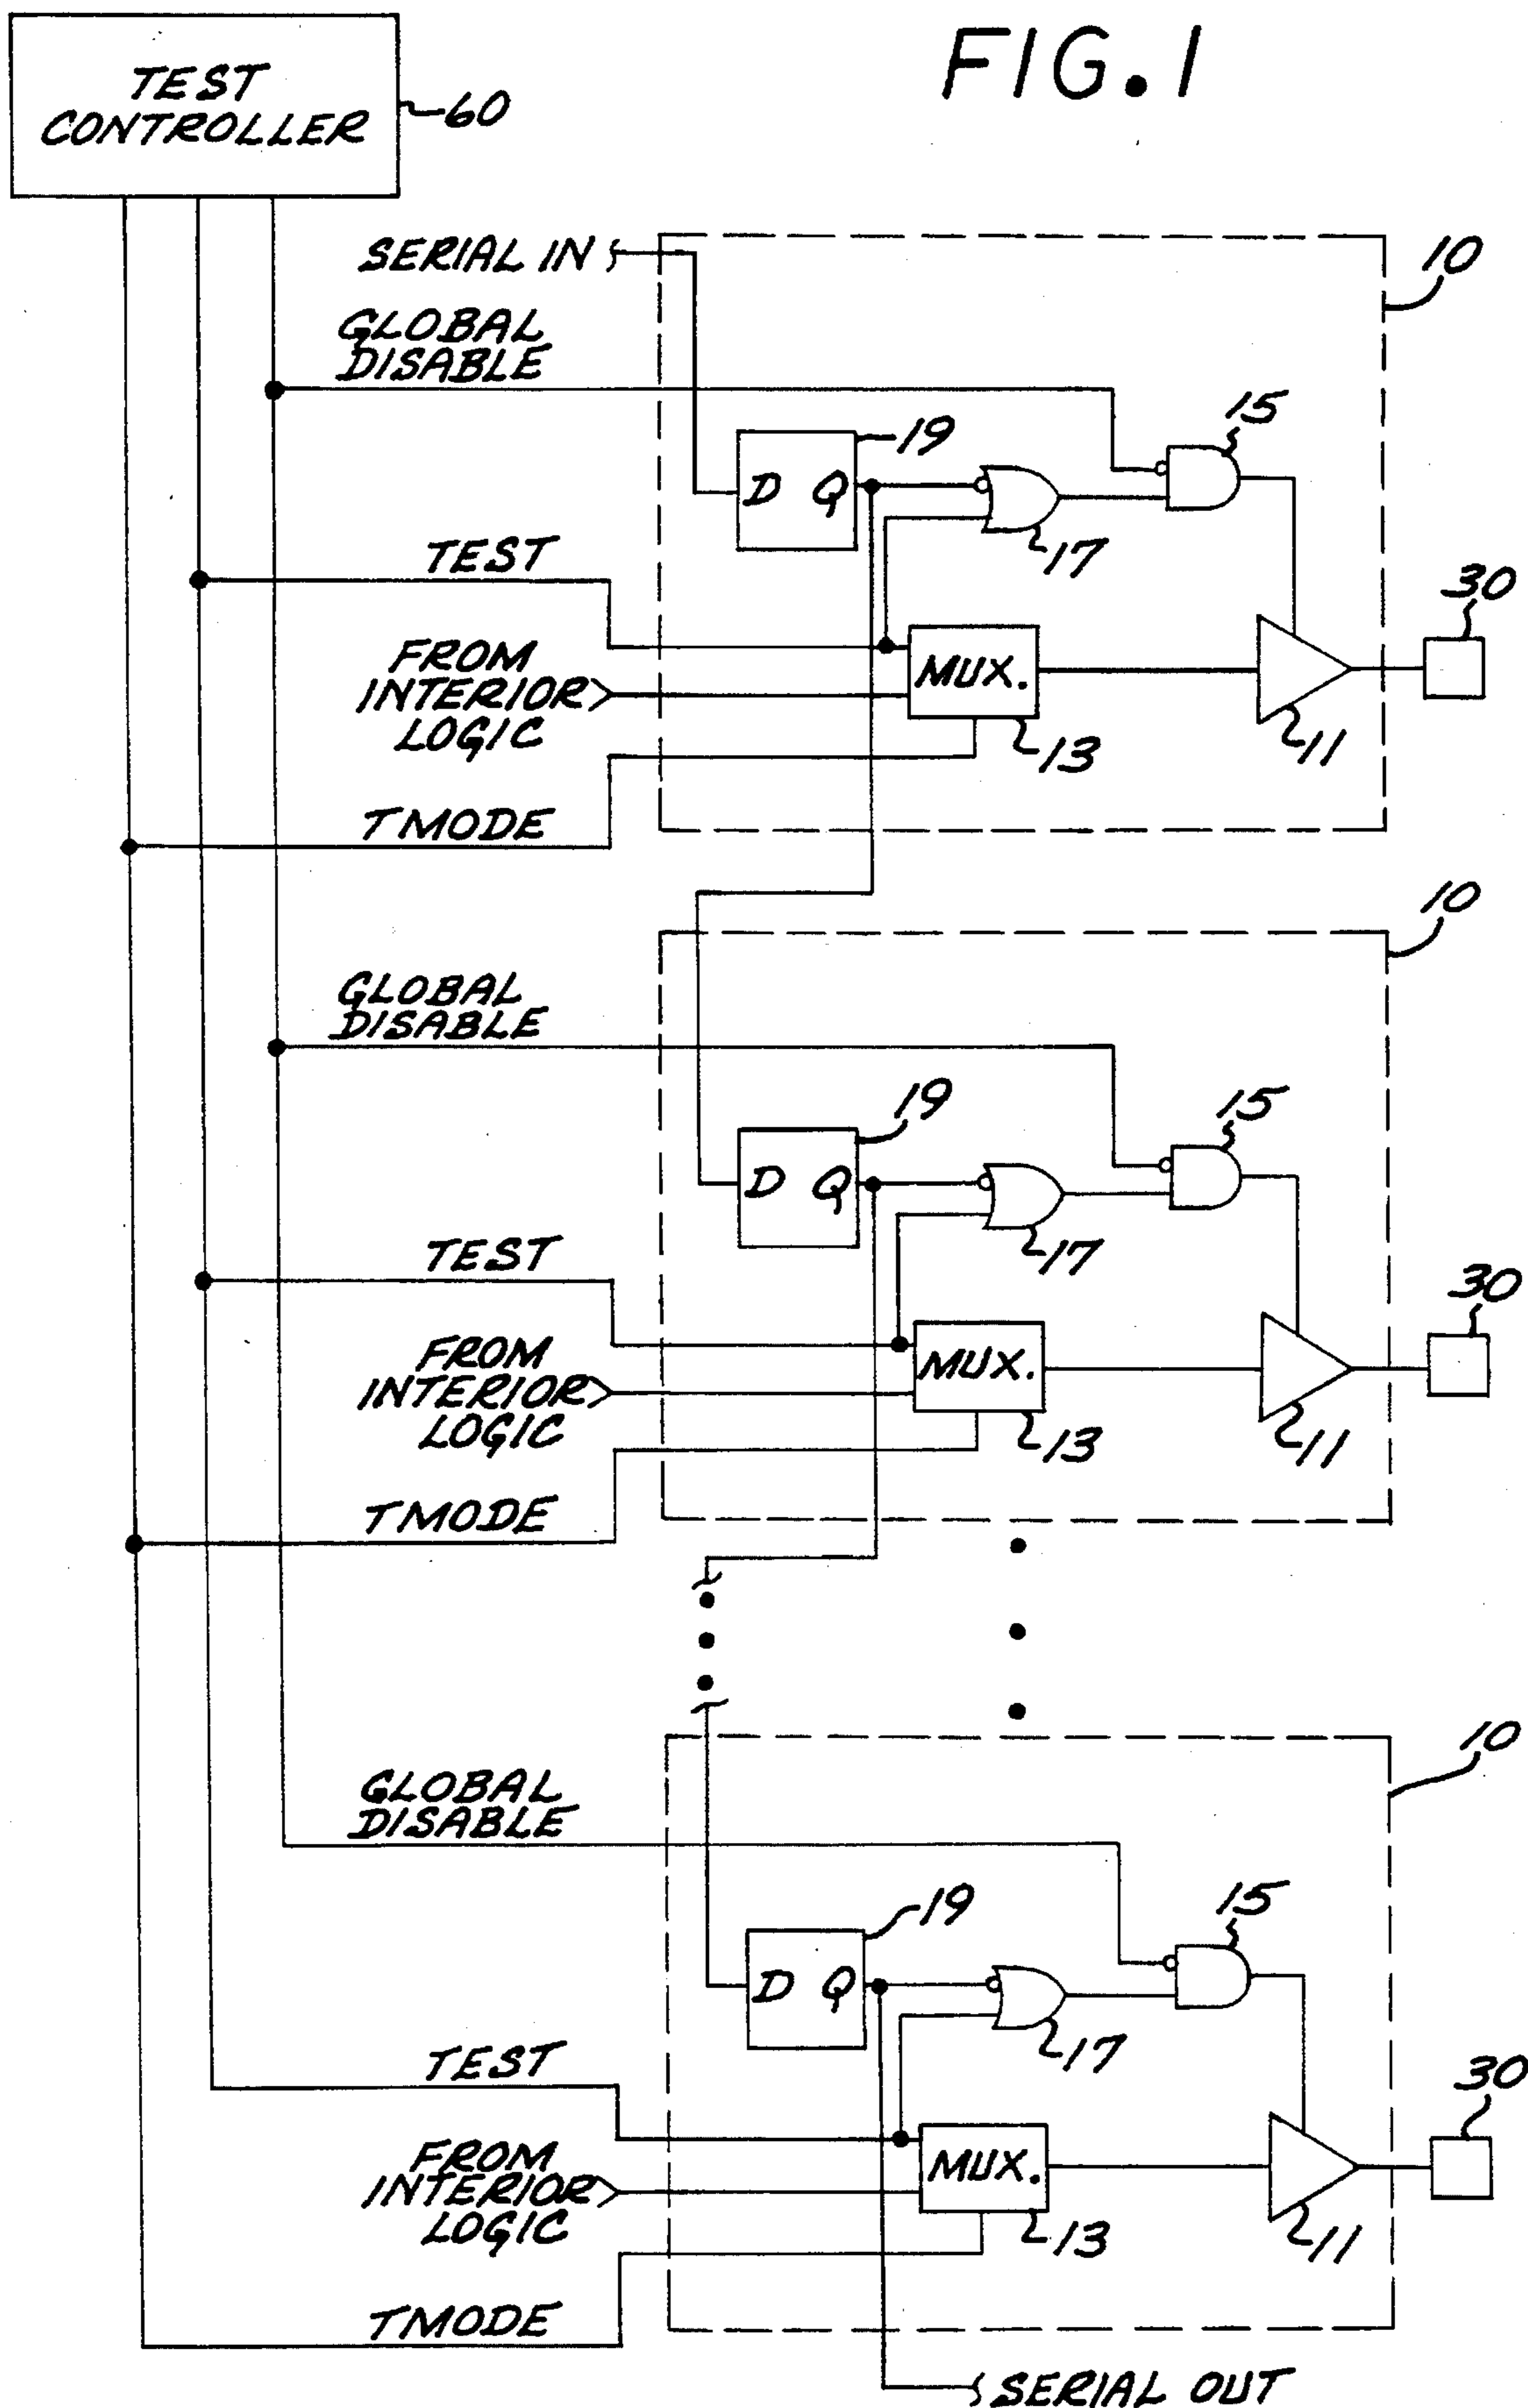 FIG. 1
TEST
CONTROLLER
60
SERIAL IN
10
GLOBAL
DISABLE
15
19
D Q
17
TEST
30
FROM
INTERIOR
LOGIC
MUX.
13
11
TMODE
10
GLOBAL
DISABLE
19
15
D Q
17
TEST
30
FROM
INTERIOR
LOGIC
MUX.
13
11
TMODE
10
GLOBAL
DISABLE
19
15
D Q
17
TEST
30
FROM
INTERIOR
LOGIC
MUX.
13
11
TMODE
SERIAL OUT